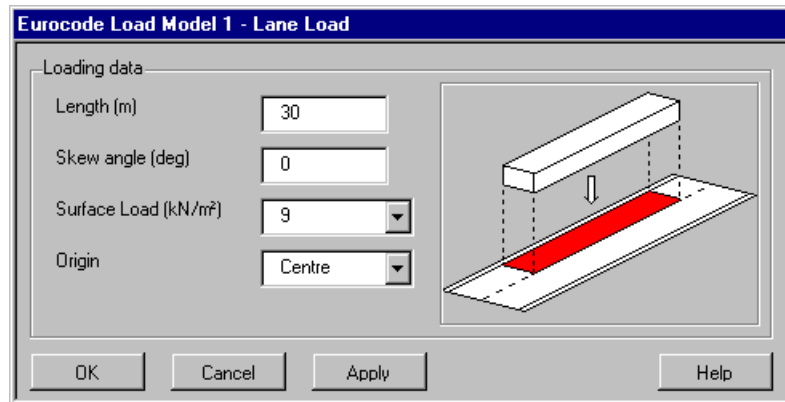 Eurocode Load Model 1 - Lane Load
Loading data
Length (m) 30
Skew angle (deg) 0
Surface Load (kN/m²) 9
Origin Centre
OK Cancel Apply Help